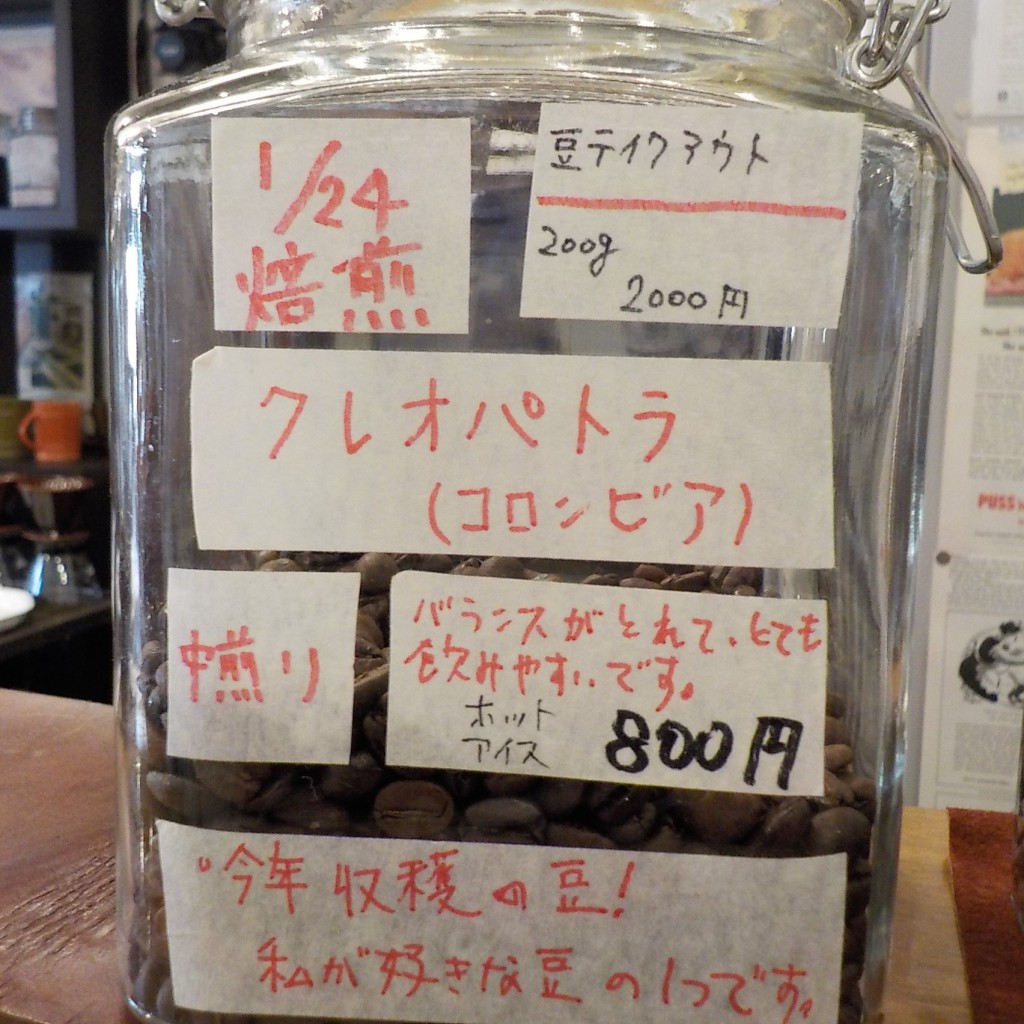 1/24
焙煎
豆テイクアウト
200g
2000円
クレオパトラ
(コロンビア)
中煎り
バランスがとれて、とても
飲みやすいです。
ホット
アイス
800円
今年収穫の豆!
私が好きな豆の1つです。
PUSS